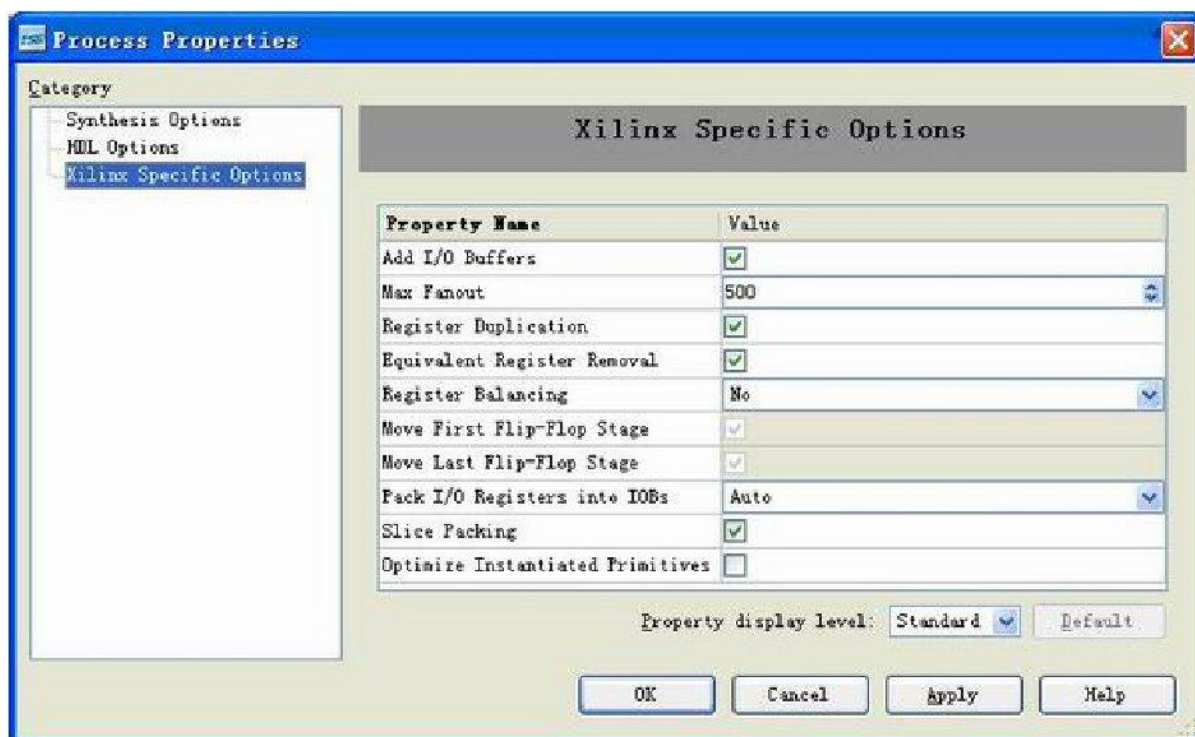 ISE Process Properties
Category
Synthesis Options
HDL Options
Xilinx Specific Options
Xilinx Specific Options
Property Name Value
Add I/O Buffers
Max Fanout 500
Register Duplication
Equivalent Register Removal
Register Balancing No
Move First Flip-Flop Stage
Move Last Flip-Flop Stage
Pack I/O Registers into IOBs Auto
Slice Packing
Optimize Instantiated Primitives
Property display level: Standard Default
OK Cancel Apply Help